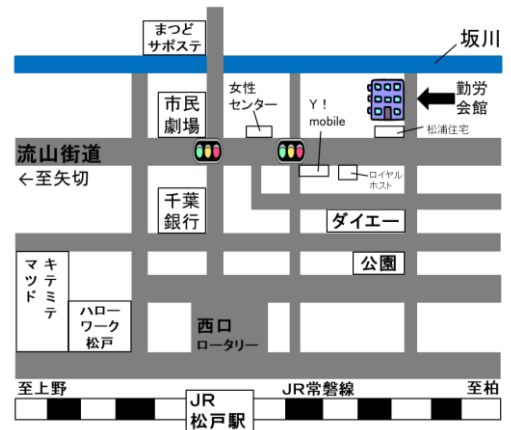 まつど
サポステ
坂川
市民
劇場
女性
センター
Y!
mobile
勤労
会館
松浦住宅
流山街道
←至矢切
ロイヤル
ホスト
千葉
銀行
ダイエー
公園
キテミテ
マツド
ハロー
ワーク
松戸
西口
ロータリー
至上野
JR
松戸駅
JR常磐線
至柏